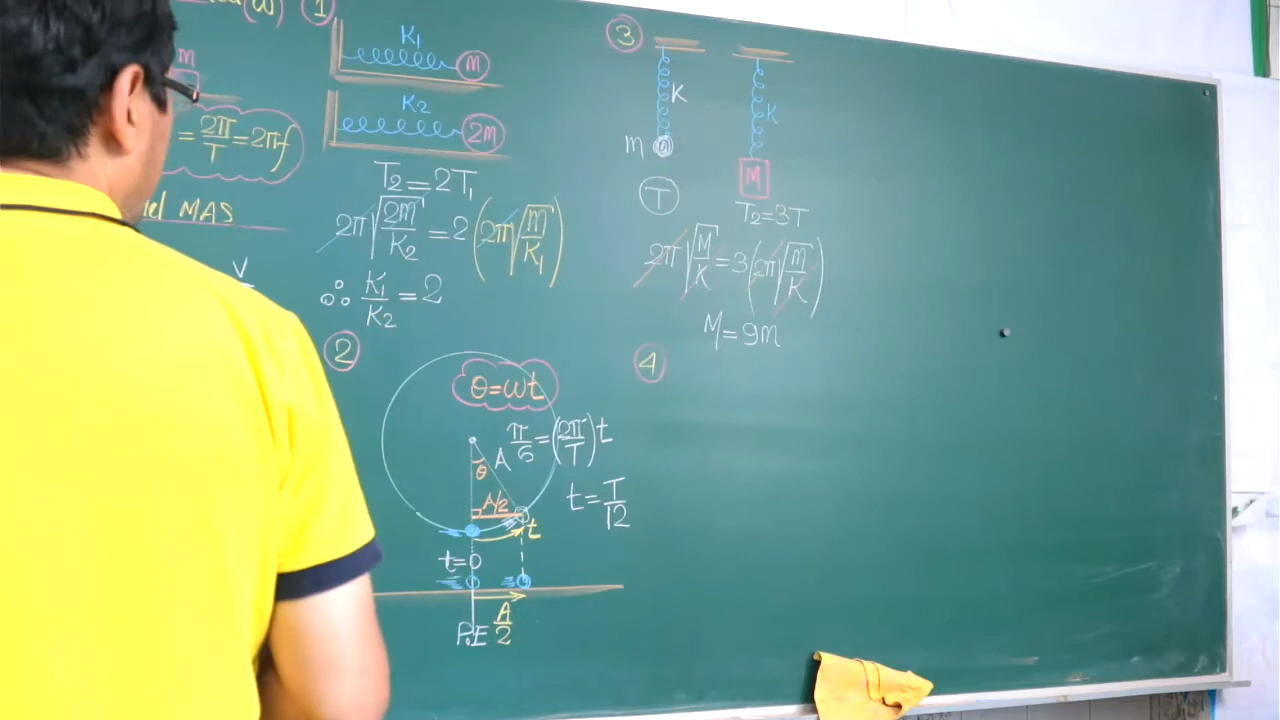 (ω)
m
= 2π/T = 2πf
del MAS
V
1
K₁
m
K₂
2m
T₂ = 2T₁
2π√(2m/K₂) = 2(2π√(m/K₁))
∴ K₁/K₂ = 2
2
θ = ωt
π/6 = (2π/T)t
A
θ
A/2
t = T/12
t
t=0
A/2
P.E
3
K
K
m
M
T
T₂ = 3T
2π√(M/K) = 3(2π√(m/K))
M = 9m
4